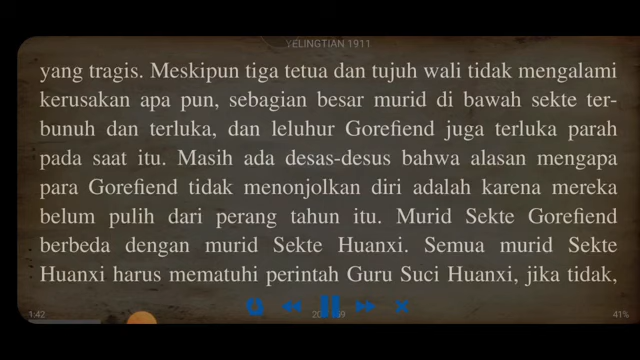 YELINGTIAN 1911
yang tragis. Meskipun tiga tetua dan tujuh wali tidak mengalami
kerusakan apa pun, sebagian besar murid di bawah sekte ter-
bunuh dan terluka, dan leluhur Gorefiend juga terluka parah
pada saat itu. Masih ada desas-desus bahwa alasan mengapa
para Gorefiend tidak menonjolkan diri adalah karena mereka
belum pulih dari perang tahun itu. Murid Sekte Gorefiend
berbeda dengan murid Sekte Huanxi. Semua murid Sekte
Huanxi harus mematuhi perintah Guru Suci Huanxi, jika tidak,
1:42
41%